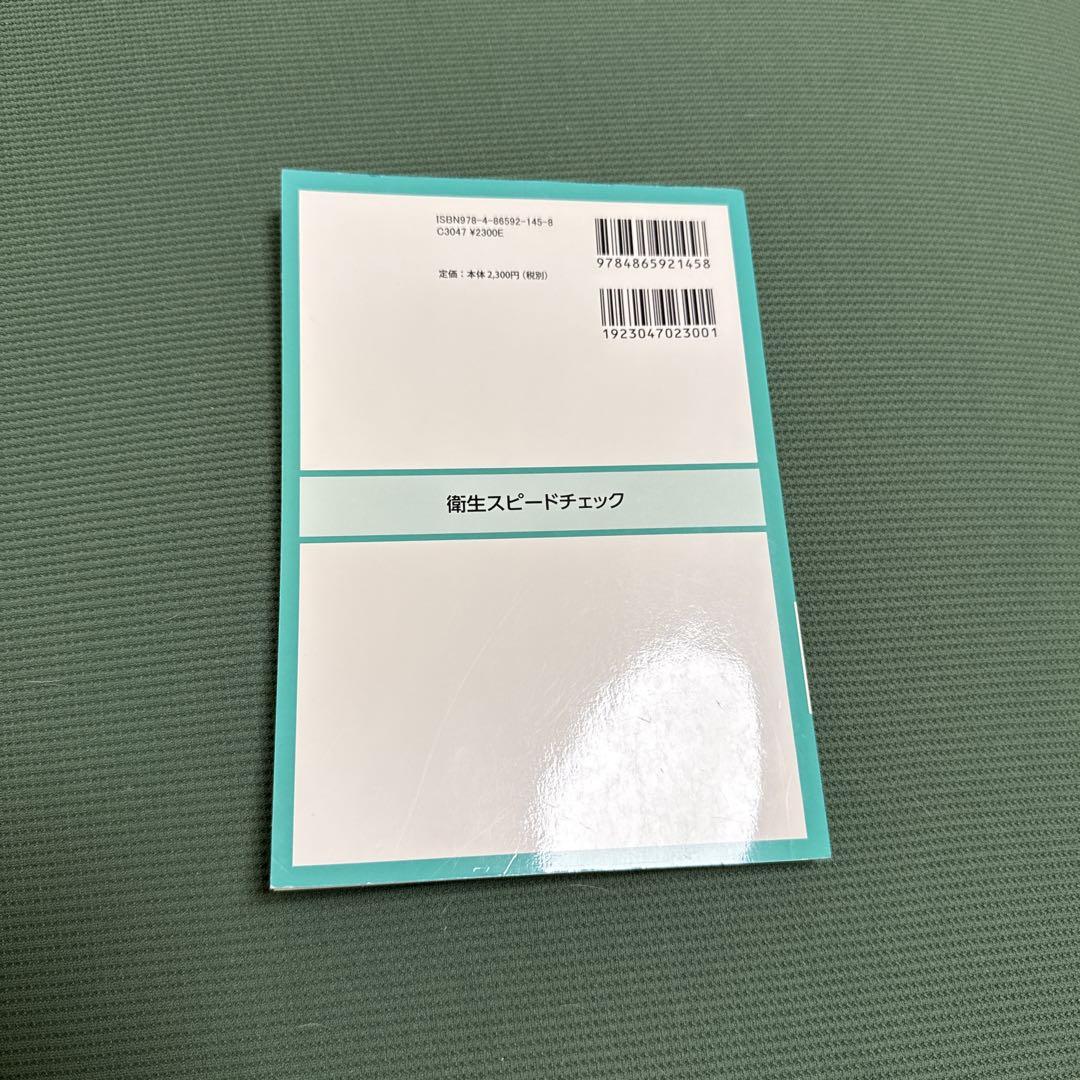 ISBN978-4-86592-145-8
C3047 ¥2300E
定価：本体2,300円（税別）
9784865921458
1923047023001
衛生スピードチェック